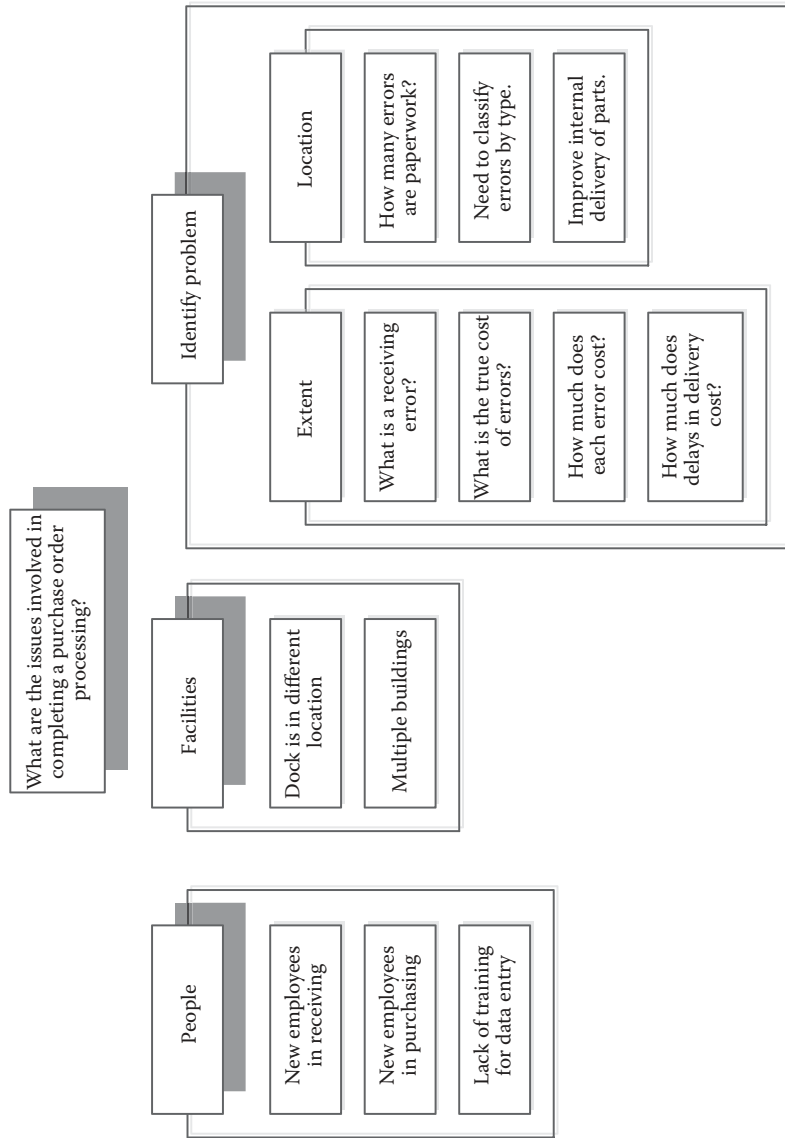 What are the issues involved in
completing a purchase order
processing?
People
New employees
in receiving
New employees
in purchasing
Lack of training
for data entry
Facilities
Dock is in different
location
Multiple buildings
Identify problem
Extent
What is a receiving
error?
What is the true cost
of errors?
How much does
each error cost?
How much does
delays in delivery
cost?
Location
How many errors
are paperwork?
Need to classify
errors by type.
Improve internal
delivery of parts.